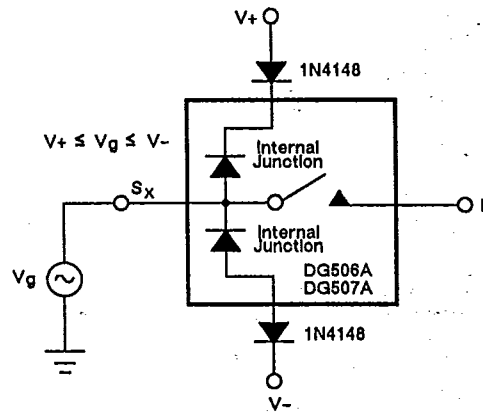 V+
1N4148
V+ ≤ Vg ≤ V-
Internal
Junction
SX
Internal
Junction
Vg
DG506A
DG507A
1N4148
V-